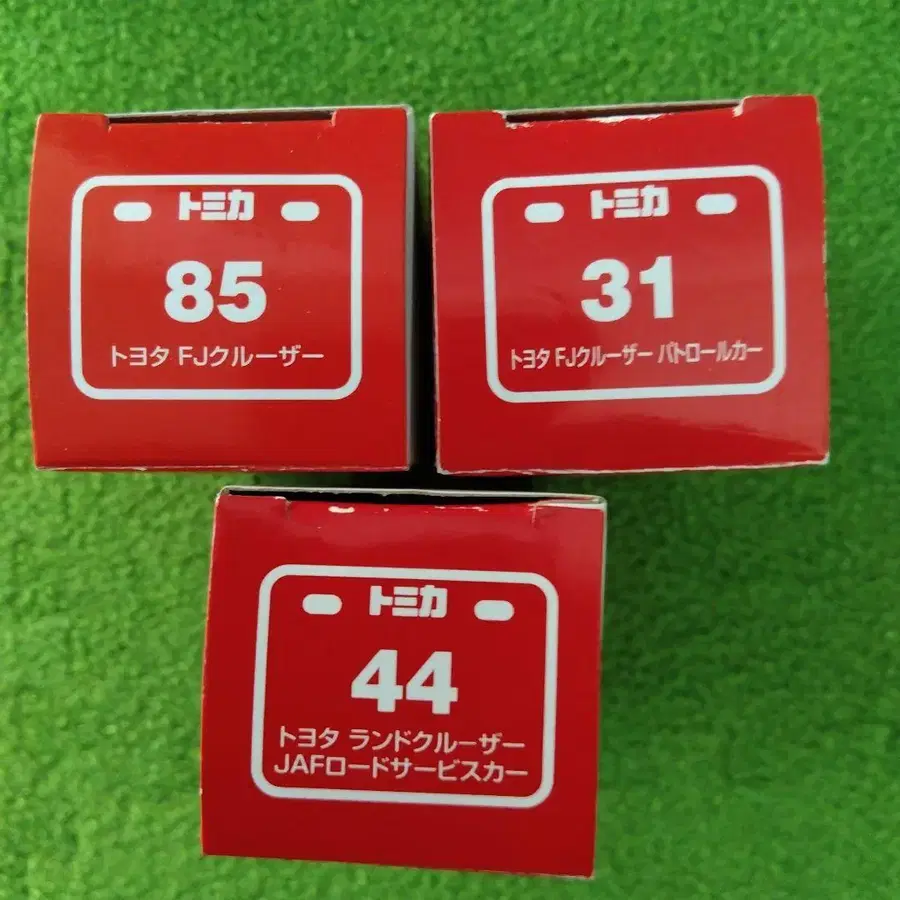 トミカ
85
トヨタ FJクルーザー
トミカ
31
トヨタ FJクルーザー パトロールカー
トミカ
44
トヨタ ランドクルーザー
JAFロードサービスカー